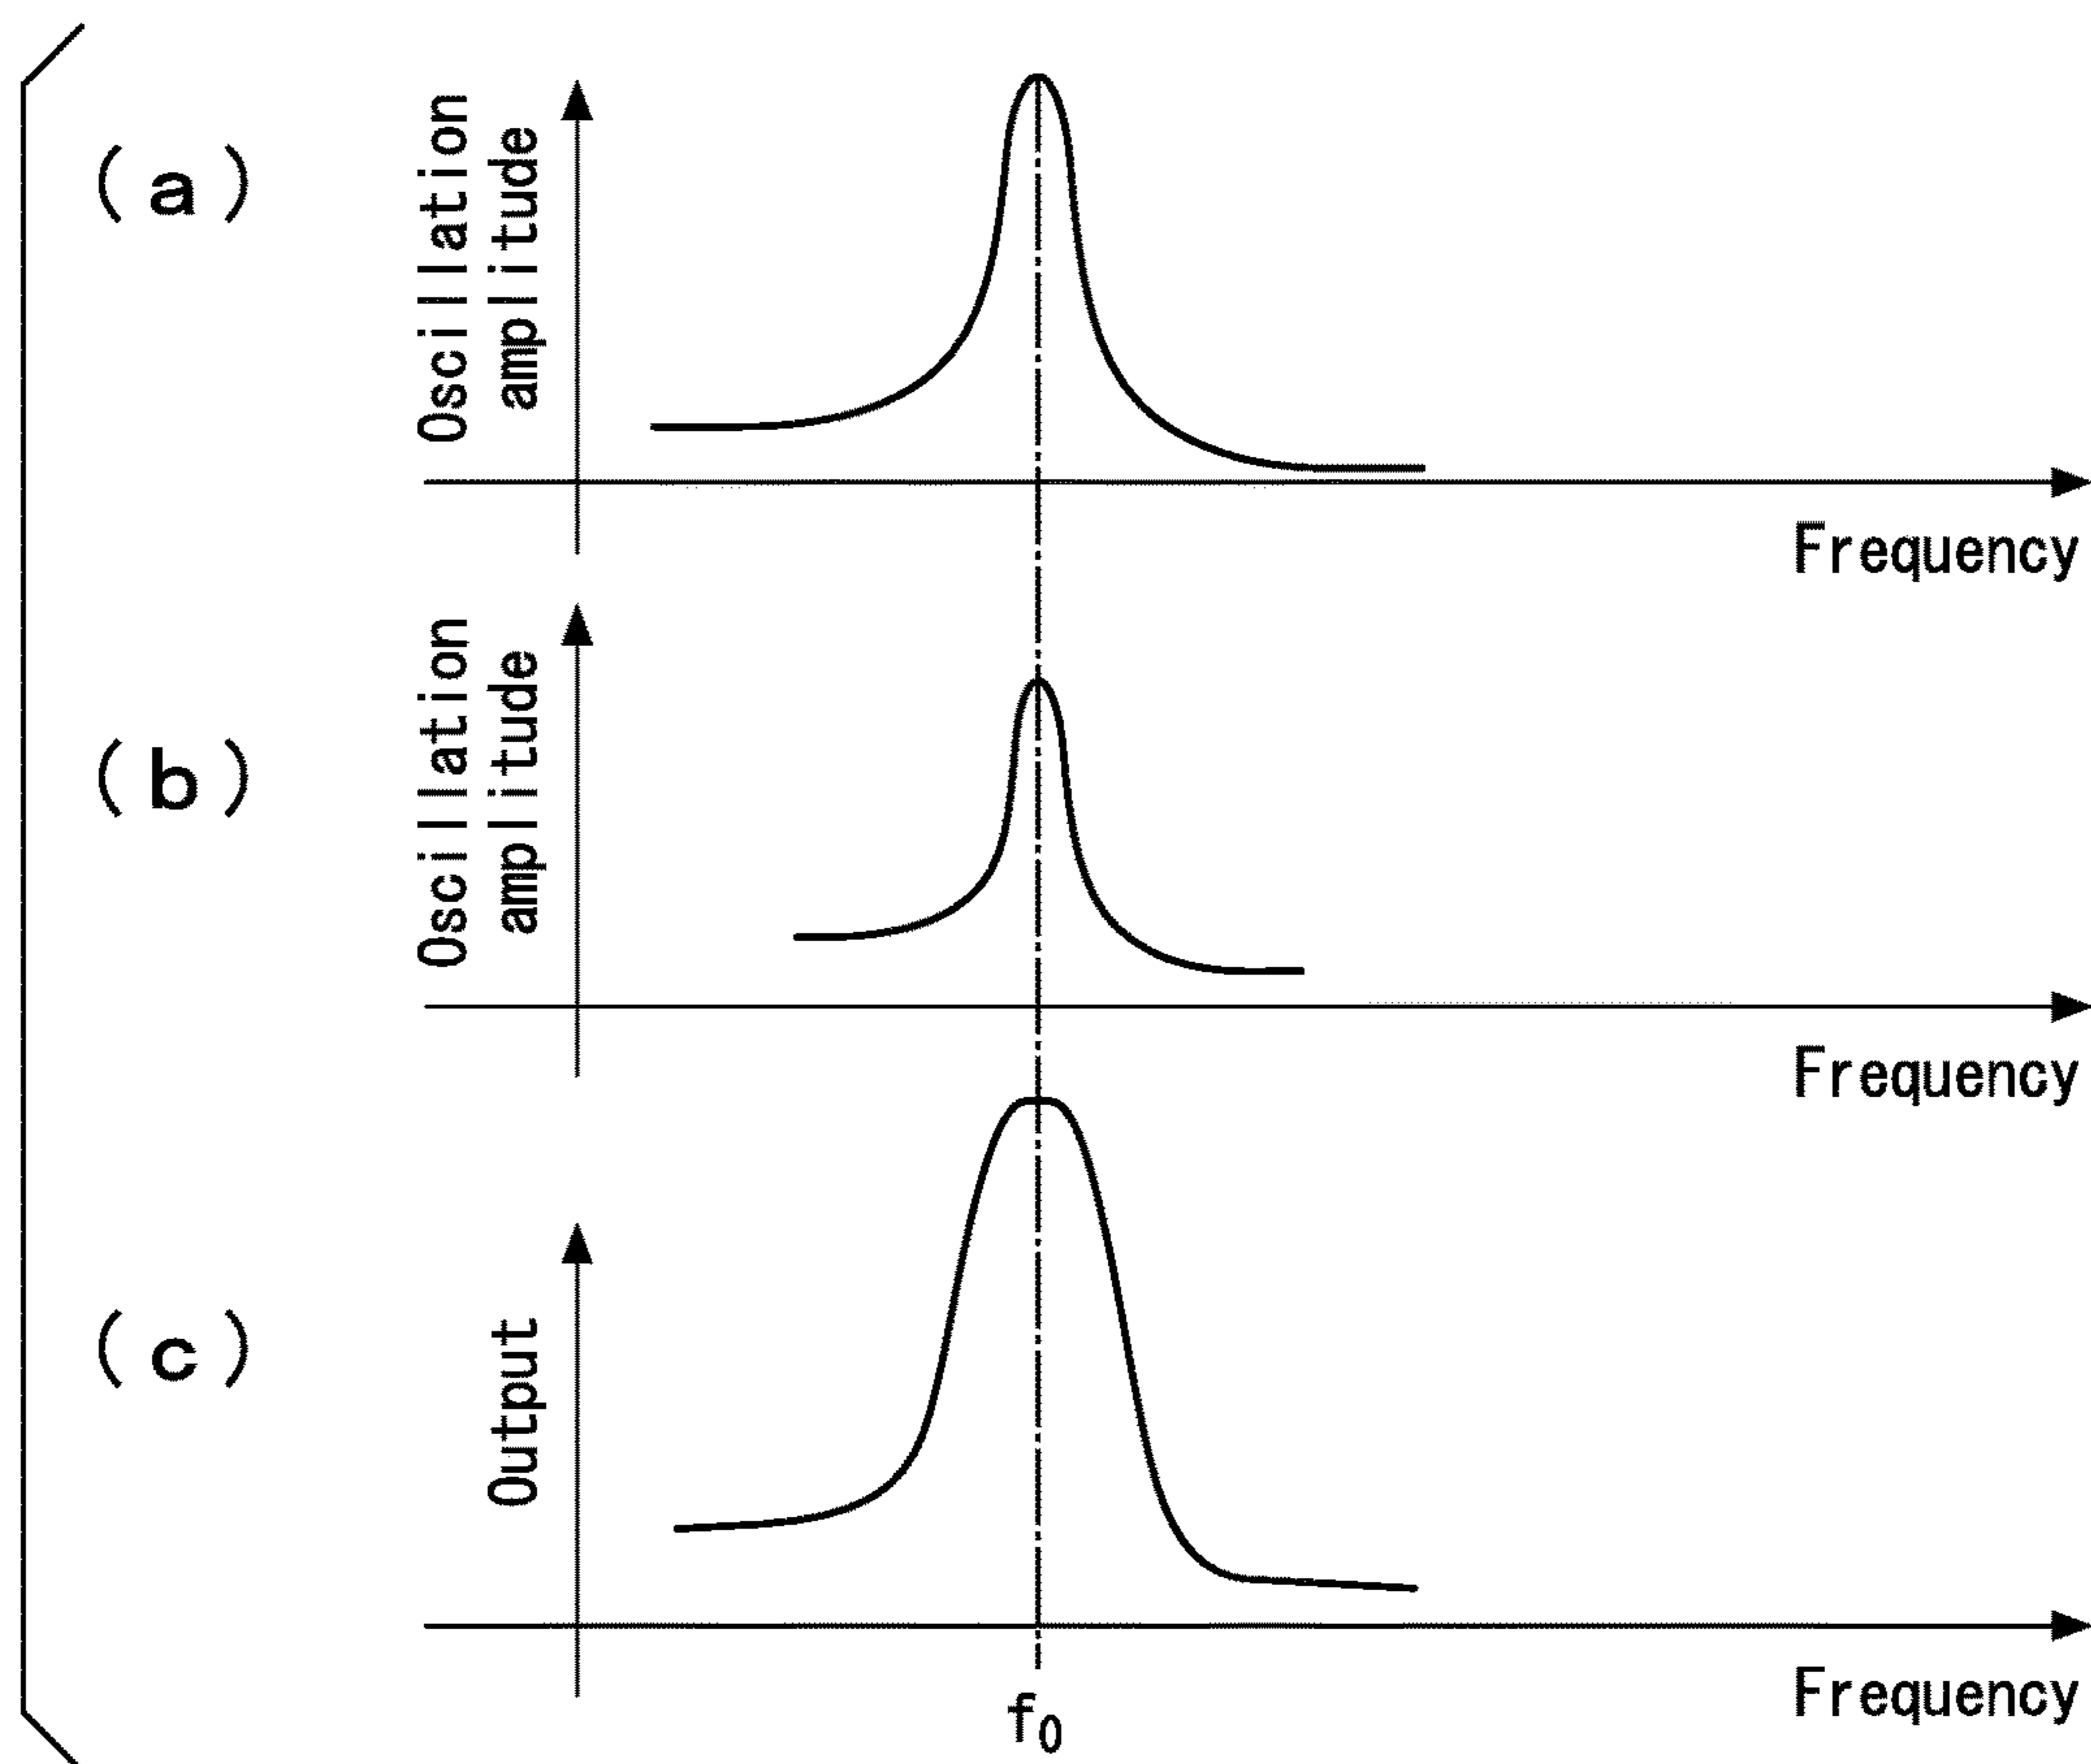 (a)
Oscillation
amplitude
Frequency
(b)
Oscillation
amplitude
Frequency
(c)
Output
Frequency
f0